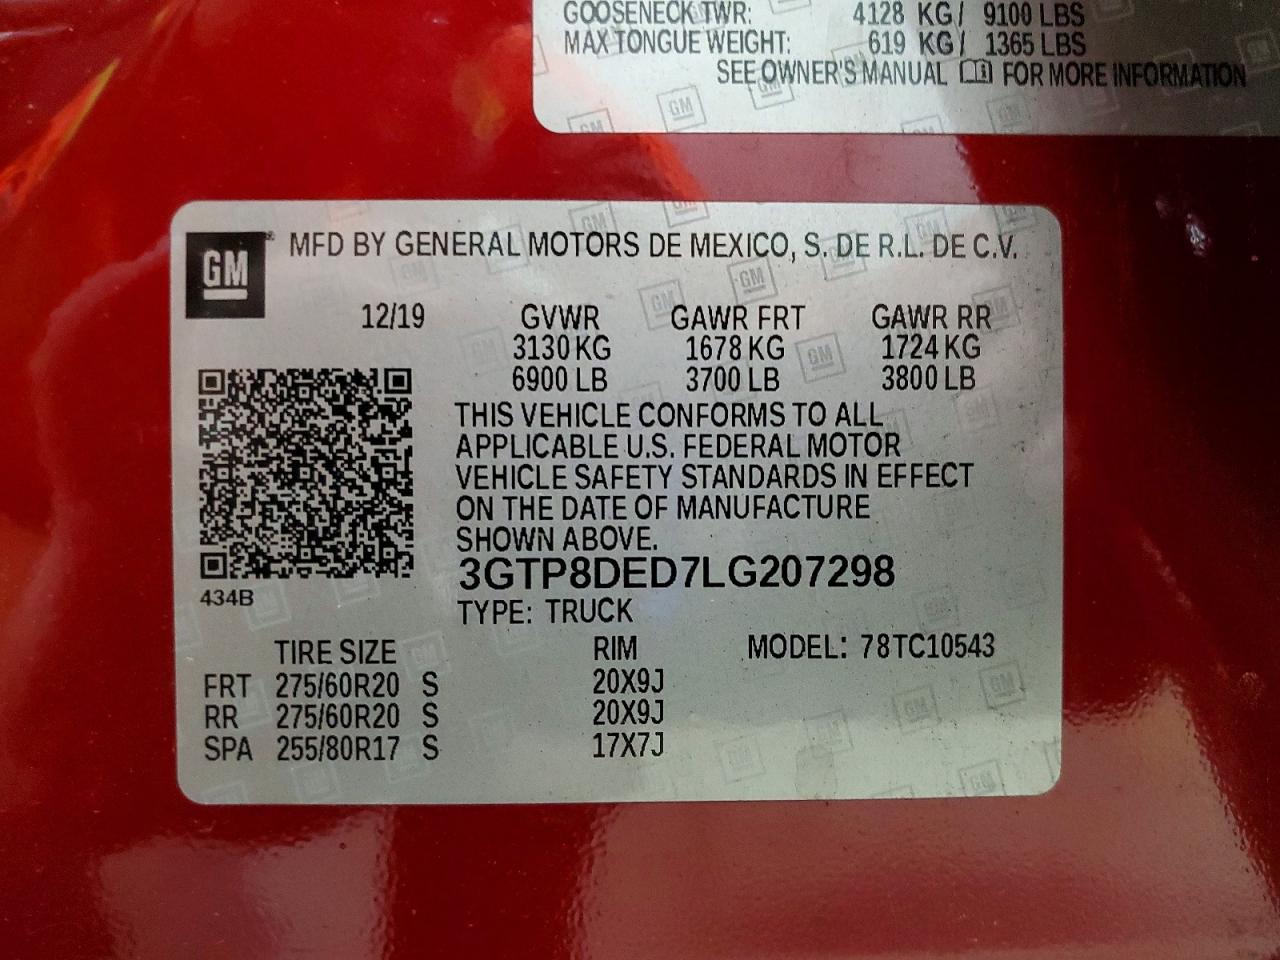 GOOSENECK TWR: 4128 KG/ 9100 LBS
MAX TONGUE WEIGHT: 619 KG/ 1365 LBS
SEE OWNER'S MANUAL FOR MORE INFORMATION
GM® MFD BY GENERAL MOTORS DE MEXICO, S. DE R.L. DE C.V.
12/19 GVWR GAWR FRT GAWR RR
3130 KG 1678 KG 1724 KG
6900 LB 3700 LB 3800 LB
THIS VEHICLE CONFORMS TO ALL
APPLICABLE U.S. FEDERAL MOTOR
VEHICLE SAFETY STANDARDS IN EFFECT
ON THE DATE OF MANUFACTURE
SHOWN ABOVE.
3GTP8DED7LG207298
434B
TYPE: TRUCK
TIRE SIZE RIM MODEL: 78TC10543
FRT 275/60R20 S 20X9J
RR 275/60R20 S 20X9J
SPA 255/80R17 S 17X7J